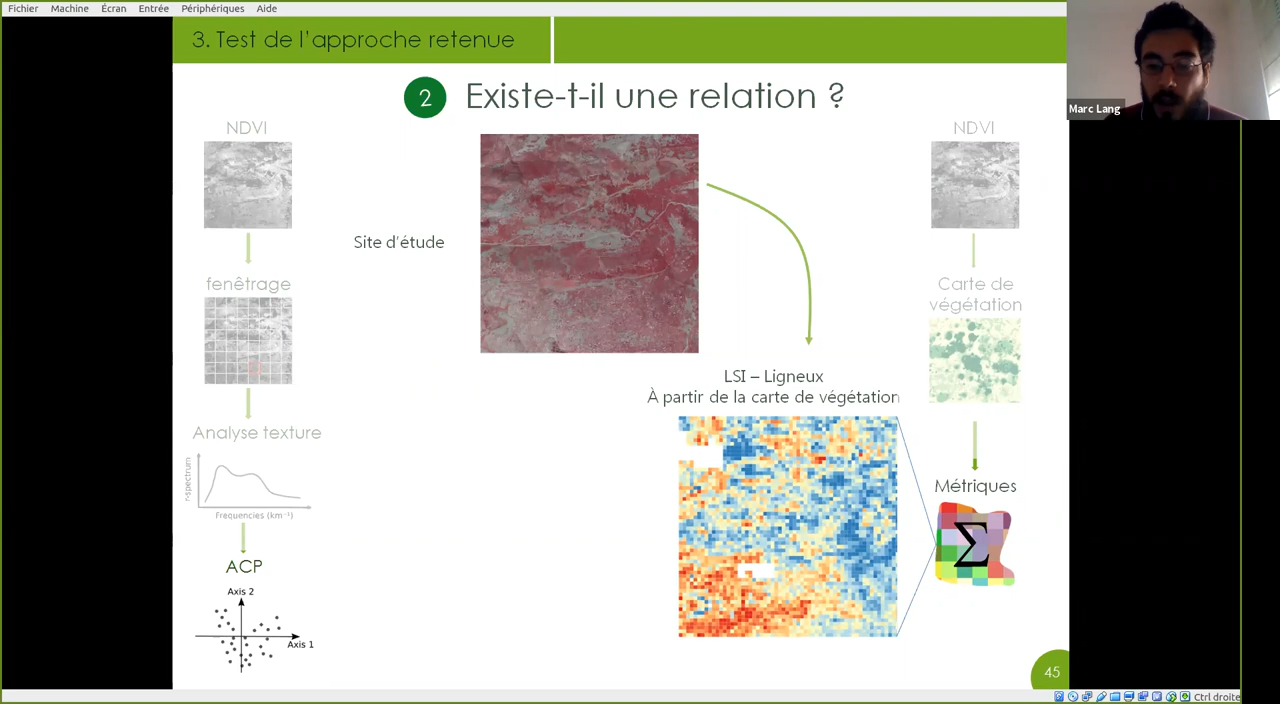 Fichier Machine Écran Entrée Périphériques Aide
3. Test de l'approche retenue
2 Existe-t-il une relation ?
Marc Lang
NDVI
Site d'étude
fenêtrage
Analyse texture
r-spectrum
Frequencies (km⁻¹)
ACP
Axis 2
Axis 1
LSI – Ligneux
À partir de la carte de végétation
NDVI
Carte de
végétation
Métriques
Σ
45
Ctrl droite